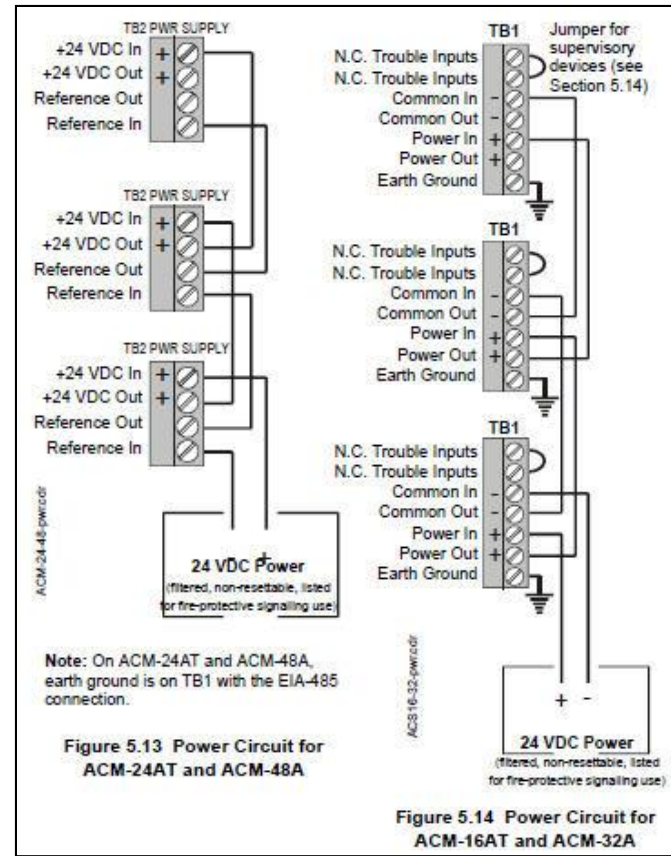 TB2 PWR SUPPLY
+24 VDC In +
+24 VDC Out +
Reference Out
Reference In
TB2 PWR SUPPLY
+24 VDC In +
+24 VDC Out +
Reference Out
Reference In
TB2 PWR SUPPLY
+24 VDC In +
+24 VDC Out +
Reference Out
Reference In
ACM-24-48-pwr.cdr
- +
24 VDC Power
(filtered, non-resettable, listed
for fire-protective signalling use)
Note: On ACM-24AT and ACM-48A,
earth ground is on TB1 with the EIA-485
connection.
Figure 5.13 Power Circuit for
ACM-24AT and ACM-48A
TB1
Jumper for
supervisory
devices (see
Section 5.14)
N.C. Trouble Inputs
N.C. Trouble Inputs
Common In -
Common Out -
Power In +
Power Out +
Earth Ground
TB1
N.C. Trouble Inputs
N.C. Trouble Inputs
Common In -
Common Out -
Power In +
Power Out +
Earth Ground
TB1
N.C. Trouble Inputs
N.C. Trouble Inputs
Common In -
Common Out -
Power In +
Power Out +
Earth Ground
ACS16-32-pwr.cdr
+ -
24 VDC Power
(filtered, non-resettable, listed
for fire-protective signalling use)
Figure 5.14 Power Circuit for
ACM-16AT and ACM-32A